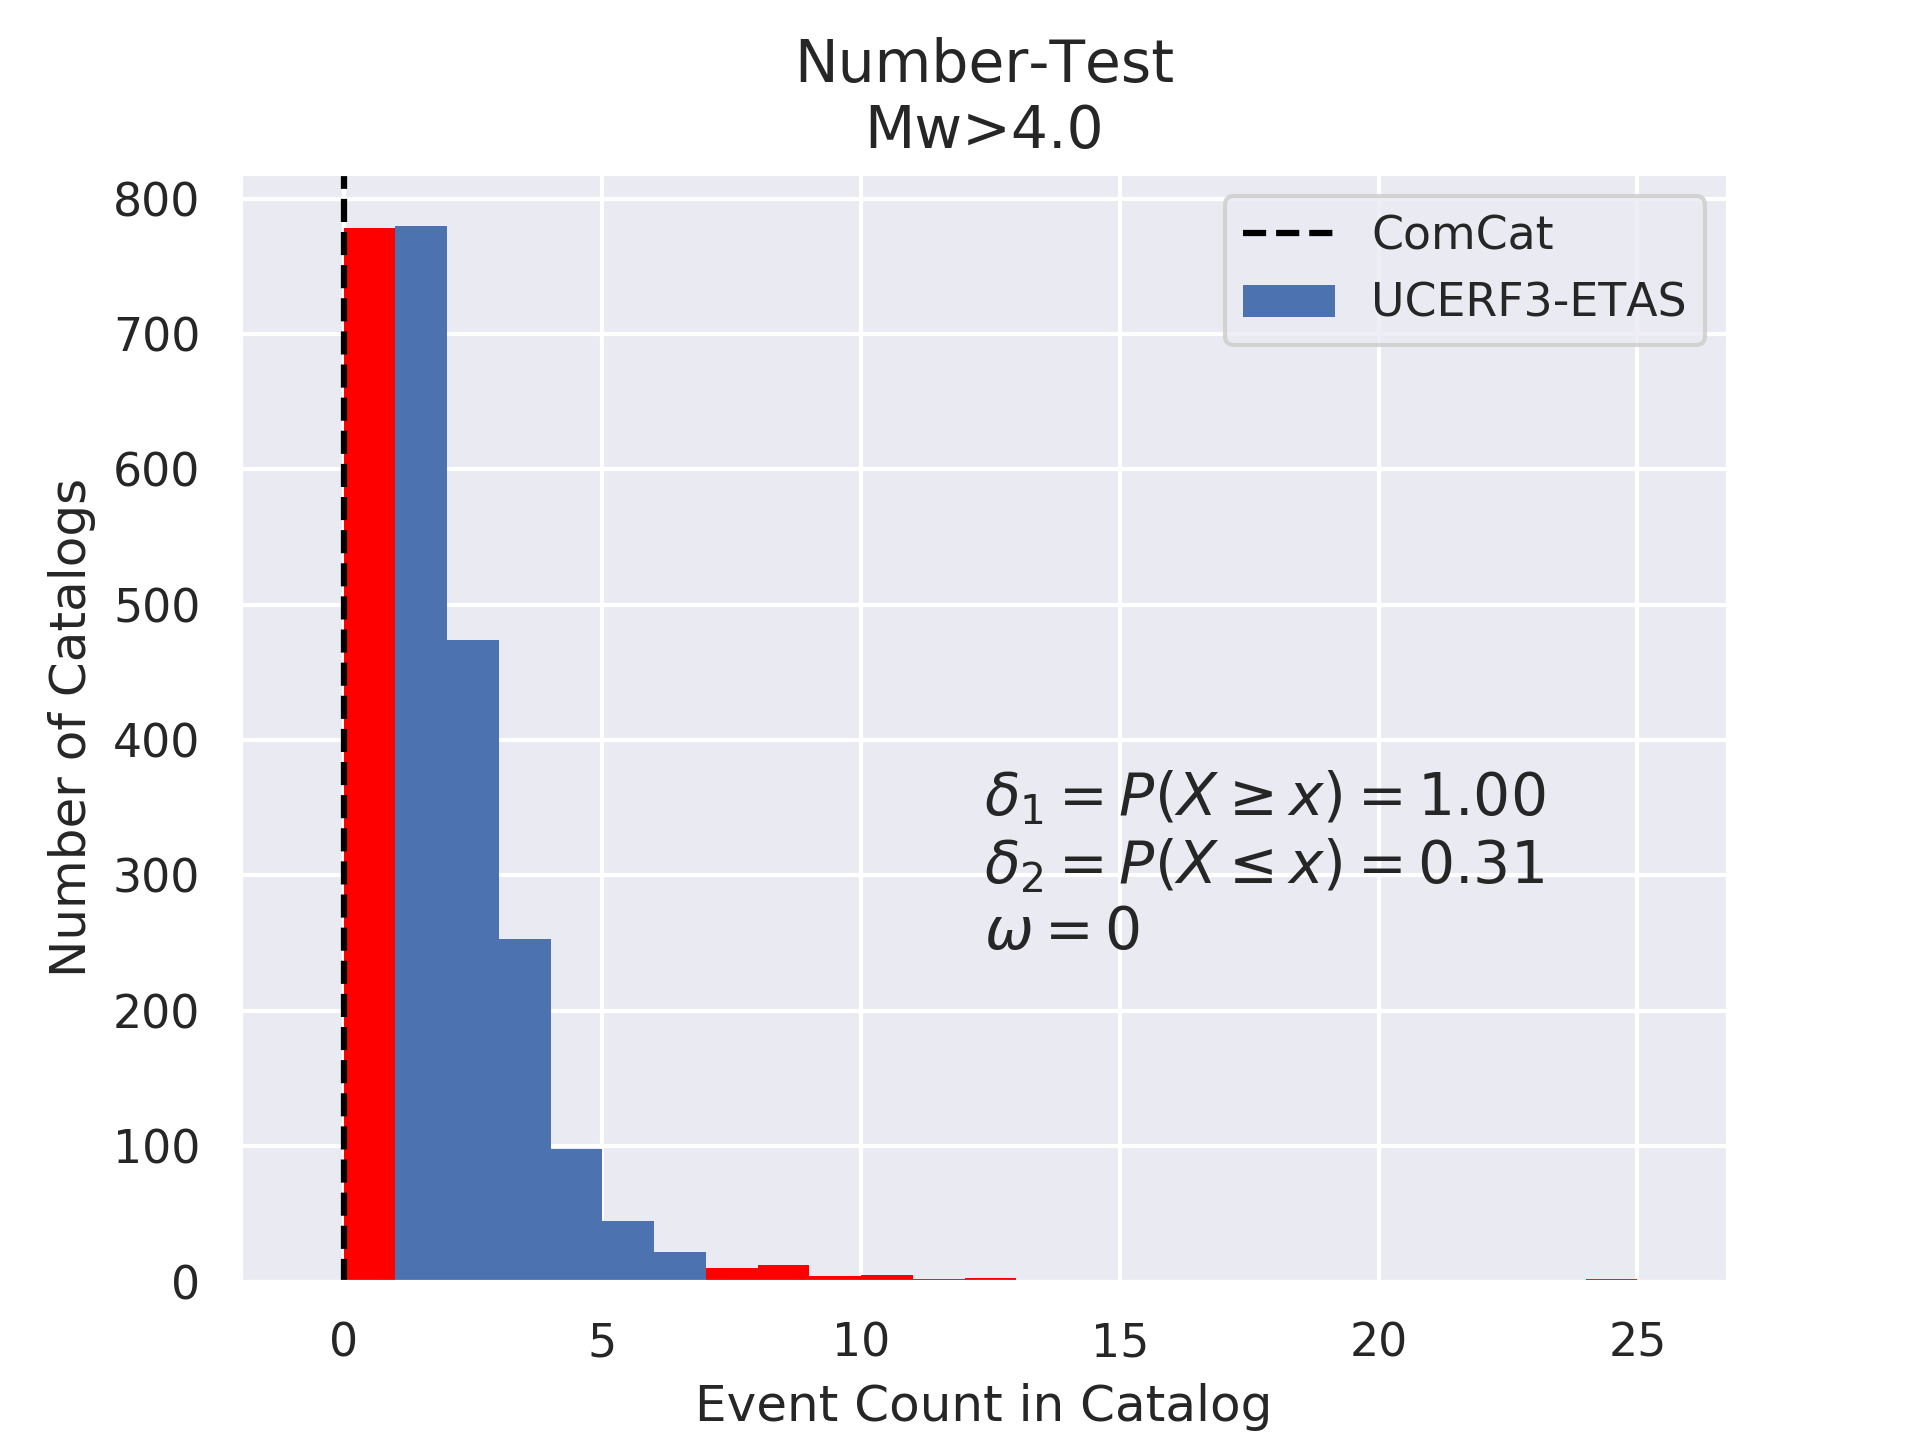 Number-Test
Mw>4.0
800
700
600
500
400
300
200
100
0
Number of Catalogs
ComCat
UCERF3-ETAS
δ₁ = P(X ≥ x) = 1.00
δ₂ = P(X ≤ x) = 0.31
ω = 0
0 5 10 15 20 25
Event Count in Catalog